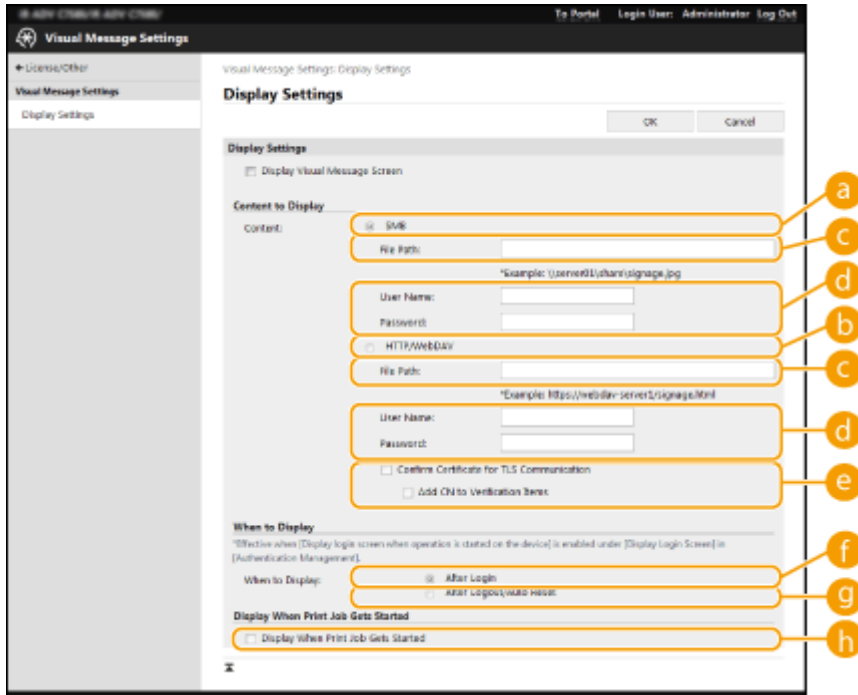 To Portal Login User: Administrator Log Out
Visual Message Settings
License/Other
Visual Message Settings: Display Settings
Visual Message Settings
Display Settings
Display Settings
OK Cancel
Display Settings
Display Visual Message Screen
a
Content to Display
Content: SMB
c
File Path:
*Example: \\server01\share\signage.jpg
d
User Name:
Password:
b
HTTP/WebDAV
c
File Path:
*Example: https://webdav-server1/signage.html
User Name:
d
Password:
Confirm Certificate for TLS Communication
e
Add CN to Verification Items
When to Display
*Effective when [Display login screen when operation is started on the device] is enabled under [Display Login Screen] in
[Authentication Management].
f
When to Display: After Login
After Logout/Auto Reset
g
Display When Print Job Gets Started
Display When Print Job Gets Started
h